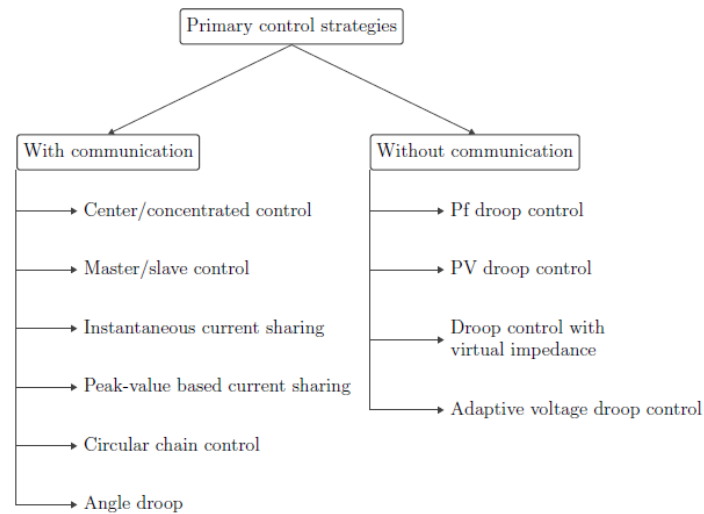 Primary control strategies
With communication
Center/concentrated control
Master/slave control
Instantaneous current sharing
Peak-value based current sharing
Circular chain control
Angle droop
Without communication
Pf droop control
PV droop control
Droop control with
virtual impedance
Adaptive voltage droop control